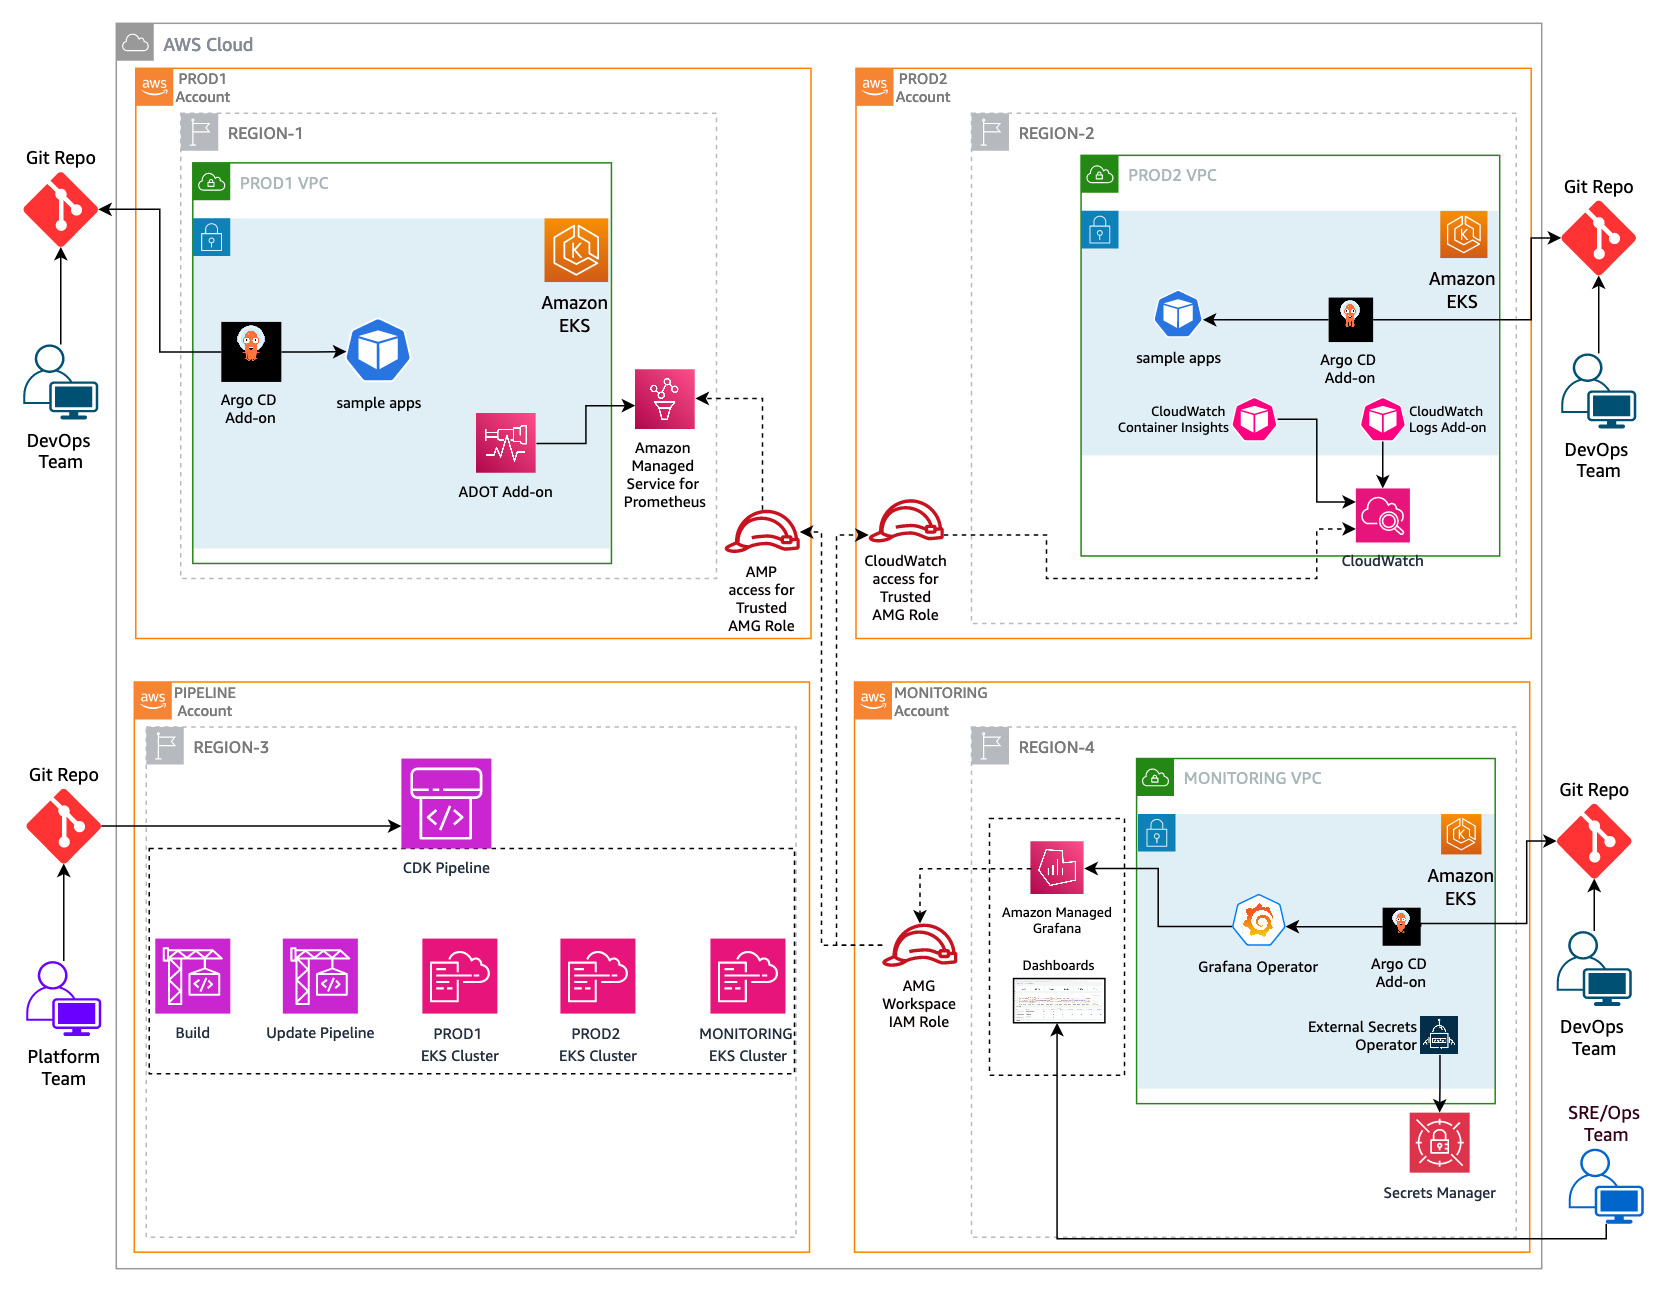 AWS Cloud
aws
PROD1
Account
REGION-1
PROD1 VPC
Git Repo
DevOps
Team
Amazon
EKS
Argo CD
Add-on
sample apps
ADOT Add-on
Amazon
Managed
Service for
Prometheus
AMP
access for
Trusted
AMG Role
aws
PROD2
Account
REGION-2
PROD2 VPC
Git Repo
DevOps
Team
Amazon
EKS
sample apps
Argo CD
Add-on
CloudWatch
Container Insights
CloudWatch
Logs Add-on
CloudWatch
CloudWatch
access for
Trusted
AMG Role
aws
PIPELINE
Account
REGION-3
Git Repo
Platform
Team
CDK Pipeline
Build
Update Pipeline
PROD1
EKS Cluster
PROD2
EKS Cluster
MONITORING
EKS Cluster
aws
MONITORING
Account
REGION-4
MONITORING VPC
Git Repo
DevOps
Team
Amazon
EKS
Amazon Managed
Grafana
Dashboards
Grafana Operator
Argo CD
Add-on
AMG
Workspace
IAM Role
External Secrets
Operator
Secrets Manager
SRE/Ops
Team